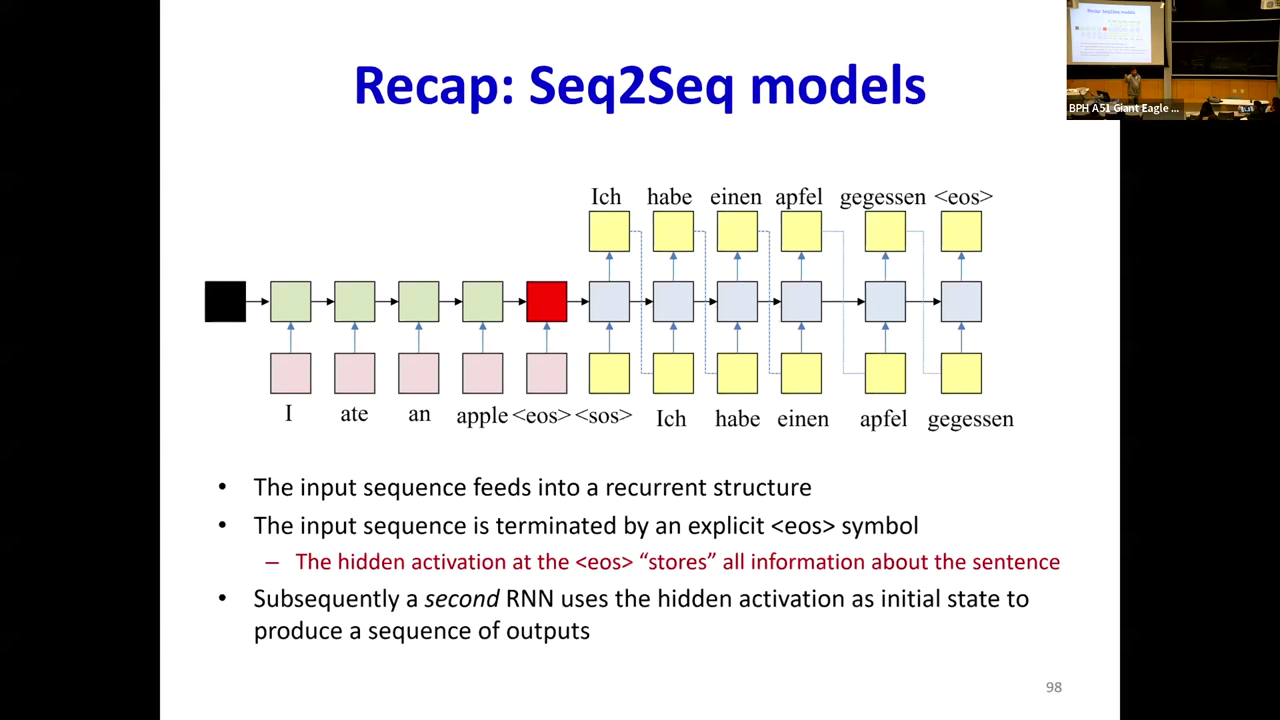 Recap: Seq2Seq models
BPH A51 Giant Eagle ...
Ich habe einen apfel gegessen <eos>
I ate an apple <eos> <sos> Ich habe einen apfel gegessen
• The input sequence feeds into a recurrent structure
• The input sequence is terminated by an explicit <eos> symbol
– The hidden activation at the <eos> “stores” all information about the sentence
• Subsequently a second RNN uses the hidden activation as initial state to
produce a sequence of outputs
98